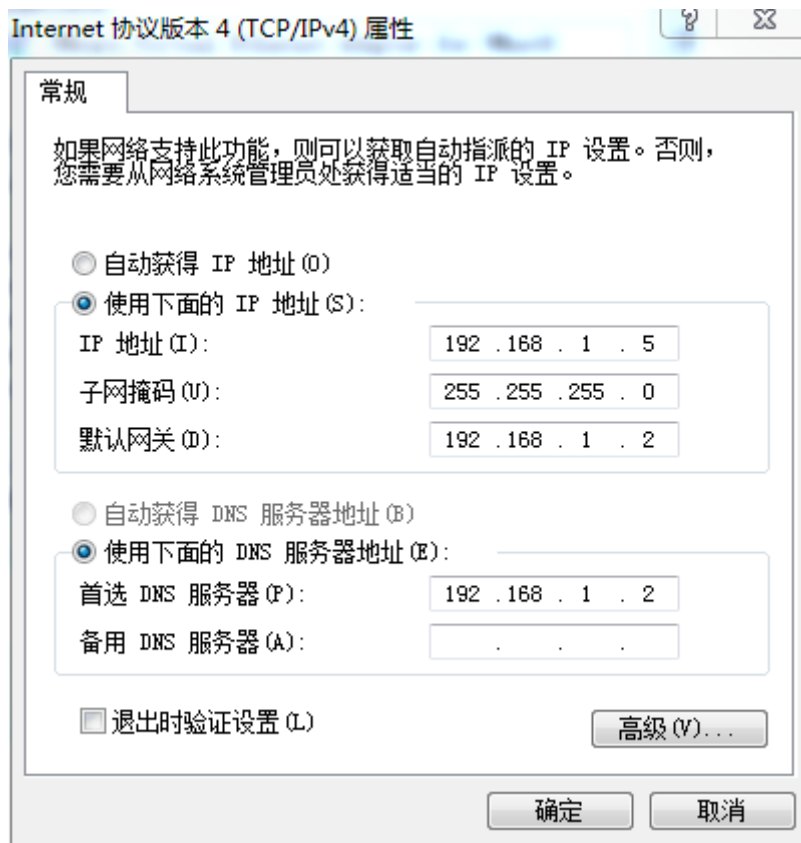 Internet 协议版本 4 (TCP/IPv4) 属性
常规
如果网络支持此功能，则可以获取自动指派的 IP 设置。否则，
您需要从网络系统管理员处获得适当的 IP 设置。
自动获得 IP 地址(O)
使用下面的 IP 地址(S):
IP 地址(I): 192 .168 . 1 . 5
子网掩码(U): 255 .255 .255 . 0
默认网关(D): 192 .168 . 1 . 2
自动获得 DNS 服务器地址(B)
使用下面的 DNS 服务器地址(E):
首选 DNS 服务器(P): 192 .168 . 1 . 2
备用 DNS 服务器(A): . . .
退出时验证设置(L)
高级(V)...
确定 取消